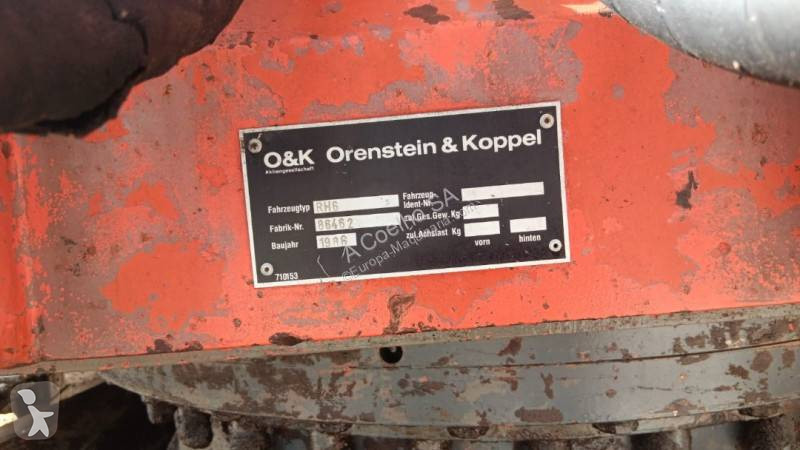 O&K Orenstein & Koppel
Aktiengesellschaft
Fahrzeugtyp RH6
Fahrzeug-
Ident-Nr.
Fabrik-Nr. 86462
zul.Ges.Gew. Kg
Baujahr 1986
zul.Achslast Kg
vorn hinten
710153
A Coelho SA
©Europa-Maquinaria.com